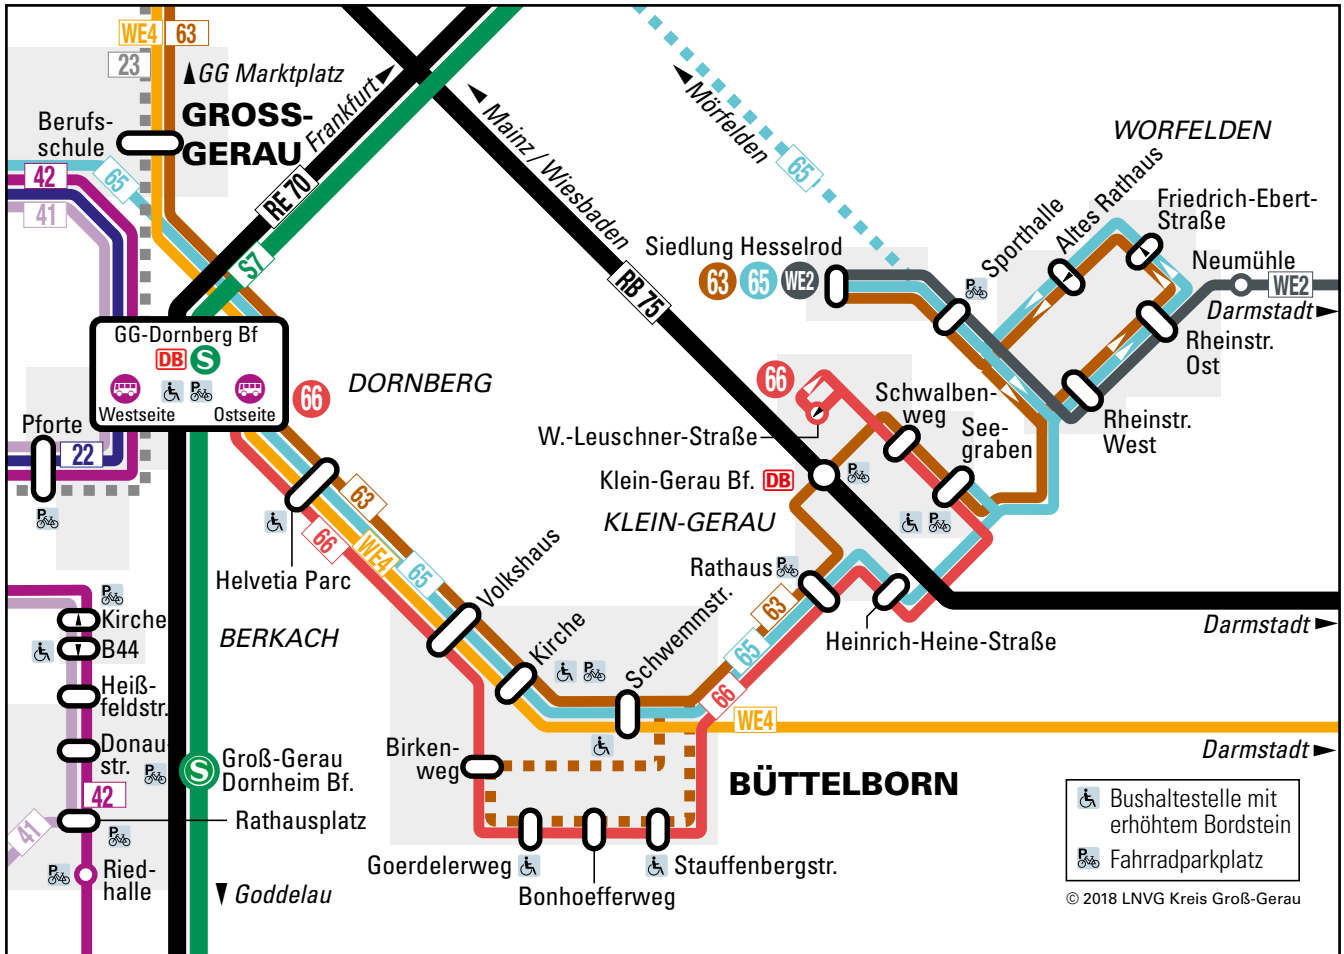 WE4 63
23
GG Marktplatz
GROSS-
GERAU
Berufs-
schule
42
65
41
Frankfurt
RE 70
S7
Mainz / Wiesbaden
RB 75
Mörfelden
65
WORFELDEN
Siedlung Hesselrod
63 65 WE2
Sporthalle
Altes Rathaus
Friedrich-Ebert-
Straße
Neumühle
WE2
Darmstadt
Rheinstr.
Ost
Rheinstr.
West
GG-Dornberg Bf
DB S
Westseite
Ostseite
66
DORNBERG
Pforte
22
66
W.-Leuschner-Straße
Schwalben-
weg
See-
graben
Klein-Gerau Bf. DB
KLEIN-GERAU
63
66
WE4
65
Helvetia Parc
Volkshaus
Rathaus
Heinrich-Heine-Straße
Darmstadt
BERKACH
Kirche
Schwemmstr.
63
65
66
WE4
Darmstadt
Kirche
B44
Heiß-
feldstr.
Donau-
str.
42
Rathausplatz
41
Ried-
halle
S
Groß-Gerau
Dornheim Bf.
Goddelau
Birken-
weg
BÜTTELBORN
Goerdelerweg
Bonhoefferweg
Stauffenbergstr.
Bushaltestelle mit
erhöhtem Bordstein
P Fahrradparkplatz
© 2018 LNVG Kreis Groß-Gerau